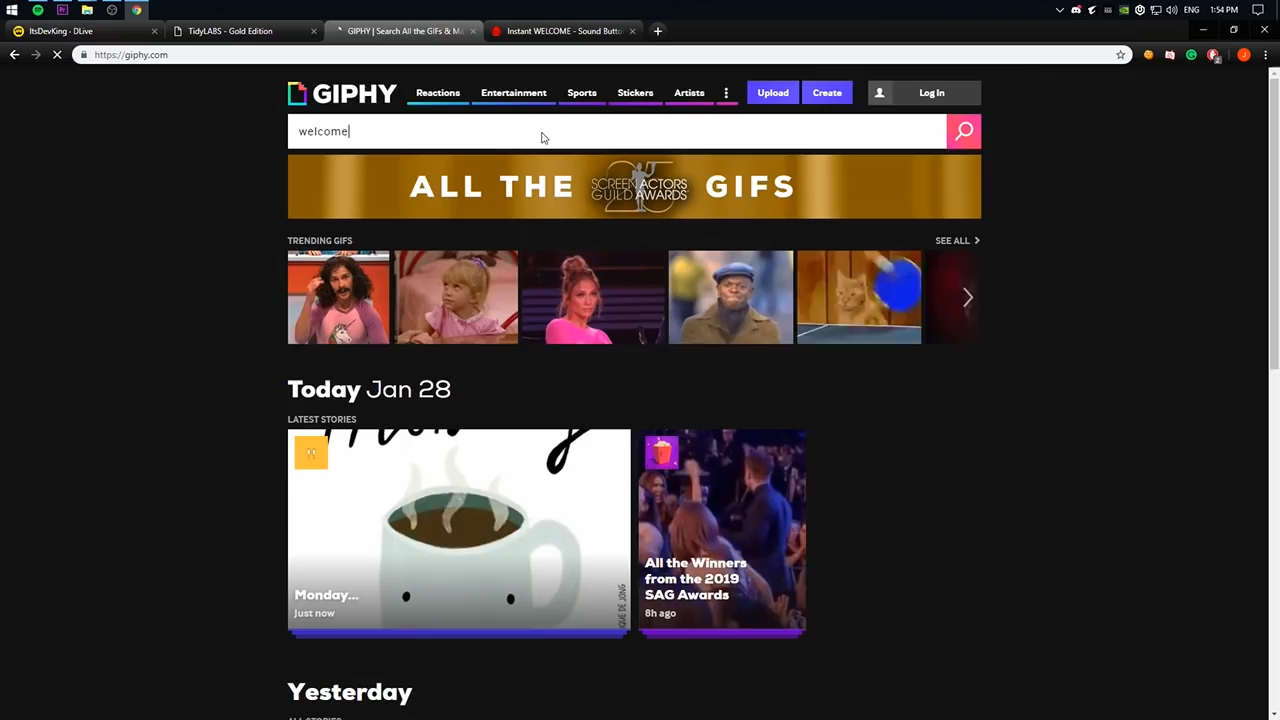 ENG 1:54 PM
ItsDevKing - DLive
TidyLABS - Gold Edition
GIPHY | Search All the GIFs & Ma
Instant WELCOME - Sound Butto
https://giphy.com
GIPHY
Reactions
Entertainment
Sports
Stickers
Artists
Upload
Create
Log In
welcome
ALL THE SCREEN ACTORS GUILD AWARDS 25 GIFS
TRENDING GIFS
SEE ALL
Today Jan 28
LATEST STORIES
Monday...
Just now
All the Winners
from the 2019
SAG Awards
8h ago
Yesterday